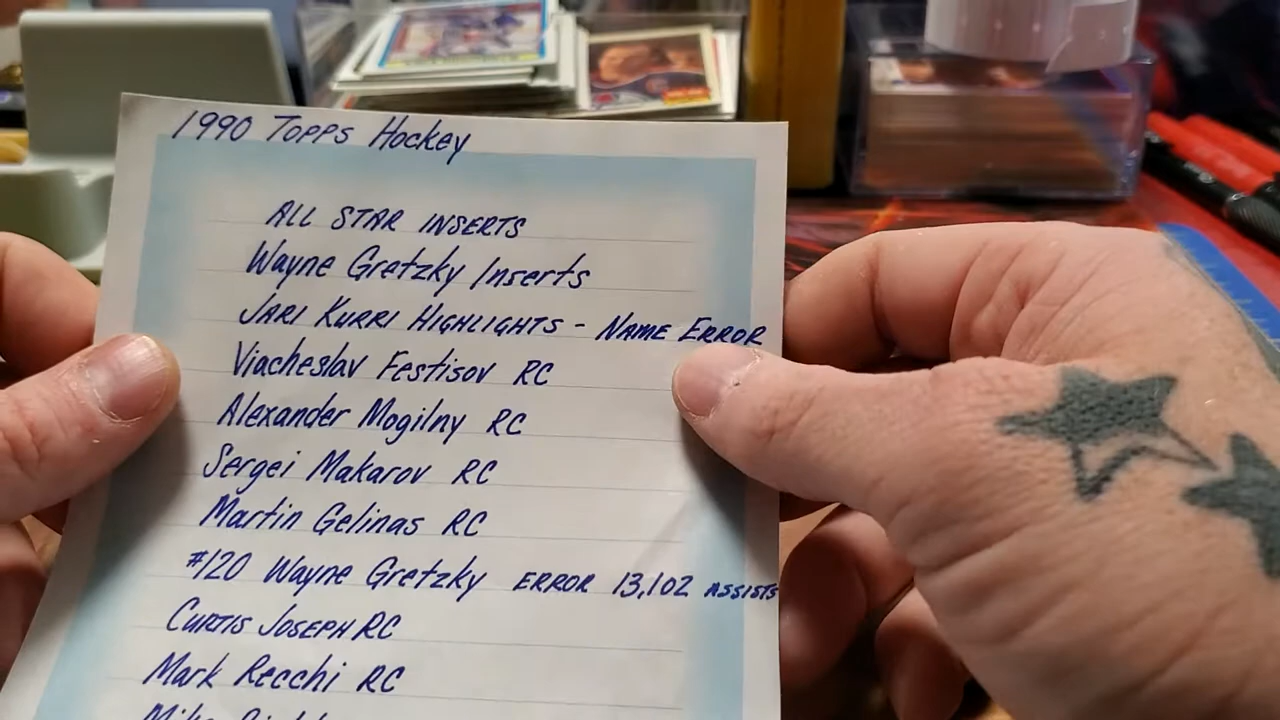 1990 TOPPS Hockey
ALL STAR INSERTS
Wayne Gretzky Inserts
JARI KURRI HIGHLIGHTS - NAME ERROR
Viacheslav Festisov RC
Alexander Mogilny RC
Sergei Makarov RC
Martin Gelinas RC
#120 Wayne Gretzky ERROR 13,102 ASSISTS
CURTIS JOSEPH RC
Mark Recchi RC
Mike